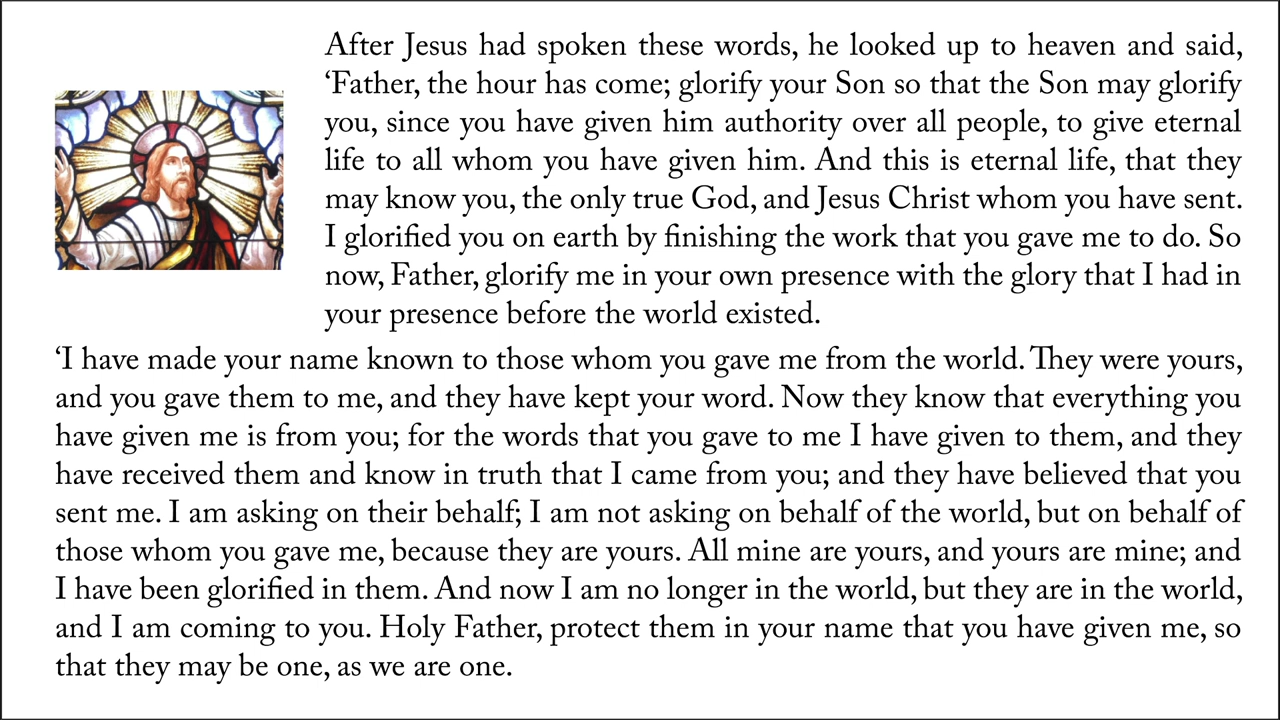 After Jesus had spoken these words, he looked up to heaven and said,
‘Father, the hour has come; glorify your Son so that the Son may glorify
you, since you have given him authority over all people, to give eternal
life to all whom you have given him. And this is eternal life, that they
may know you, the only true God, and Jesus Christ whom you have sent.
I glorified you on earth by finishing the work that you gave me to do. So
now, Father, glorify me in your own presence with the glory that I had in
your presence before the world existed.
‘I have made your name known to those whom you gave me from the world. They were yours,
and you gave them to me, and they have kept your word. Now they know that everything you
have given me is from you; for the words that you gave to me I have given to them, and they
have received them and know in truth that I came from you; and they have believed that you
sent me. I am asking on their behalf; I am not asking on behalf of the world, but on behalf of
those whom you gave me, because they are yours. All mine are yours, and yours are mine; and
I have been glorified in them. And now I am no longer in the world, but they are in the world,
and I am coming to you. Holy Father, protect them in your name that you have given me, so
that they may be one, as we are one.